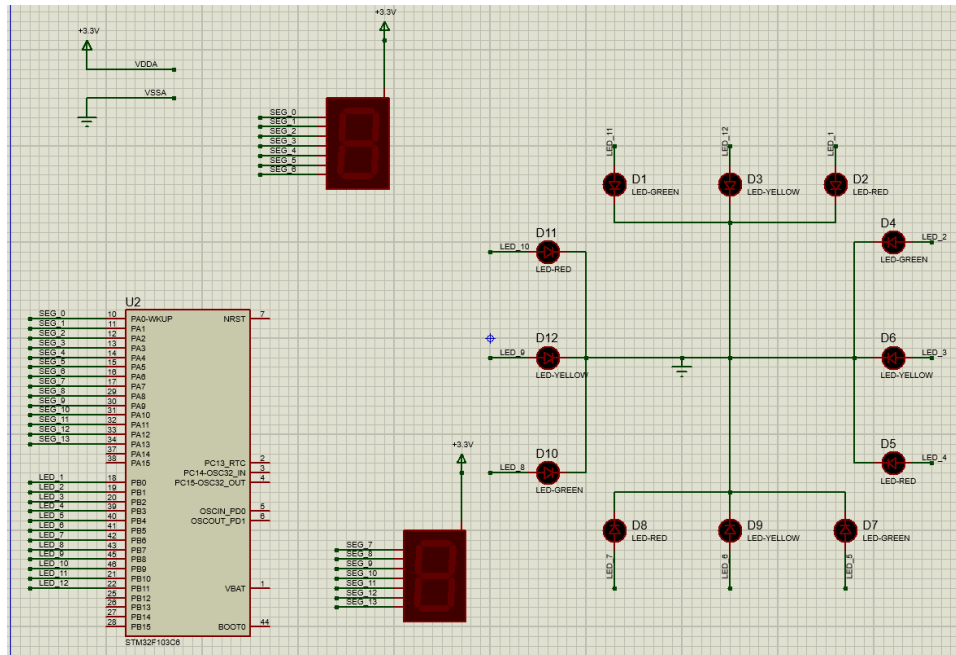 +3.3V
VDDA
VSSA
+3.3V
SEG_0
SEG_1
SEG_2
SEG_3
SEG_4
SEG_5
SEG_6
LED_11
LED_12
LED_1
D1
LED-GREEN
D3
LED-YELLOW
D2
LED-RED
D4
LED_2
LED-GREEN
D11
LED_10
LED-RED
D12
LED_9
LED-YELLOW
D6
LED_3
LED-YELLOW
D10
LED_8
LED-GREEN
D5
LED_4
LED-RED
D8
LED-RED
LED_7
D9
LED-YELLOW
LED_6
D7
LED-GREEN
LED_5
U2
SEG_0 10 PA0-WKUP NRST 7
SEG_1 11 PA1
SEG_2 12 PA2
SEG_3 13 PA3
SEG_4 14 PA4
SEG_5 15 PA5
SEG_6 16 PA6
SEG_7 17 PA7
SEG_8 29 PA8
SEG_9 30 PA9
SEG_10 31 PA10
SEG_11 32 PA11
SEG_12 33 PA12
SEG_13 34 PA13
37 PA14
38 PA15
PC13_RTC 2
PC14-OSC32_IN 3
PC15-OSC32_OUT 4
LED_1 18 PB0
LED_2 19 PB1
LED_3 20 PB2
LED_4 39 PB3
LED_5 40 PB4
LED_6 41 PB5
LED_7 42 PB6
LED_8 43 PB7
LED_9 45 PB8
LED_10 46 PB9
LED_11 21 PB10
LED_12 22 PB11
25 PB12
26 PB13
27 PB14
28 PB15
OSCIN_PD0 5
OSCOUT_PD1 6
VBAT 1
BOOT0 44
STM32F103C6
+3.3V
SEG_7
SEG_8
SEG_9
SEG_10
SEG_11
SEG_12
SEG_13